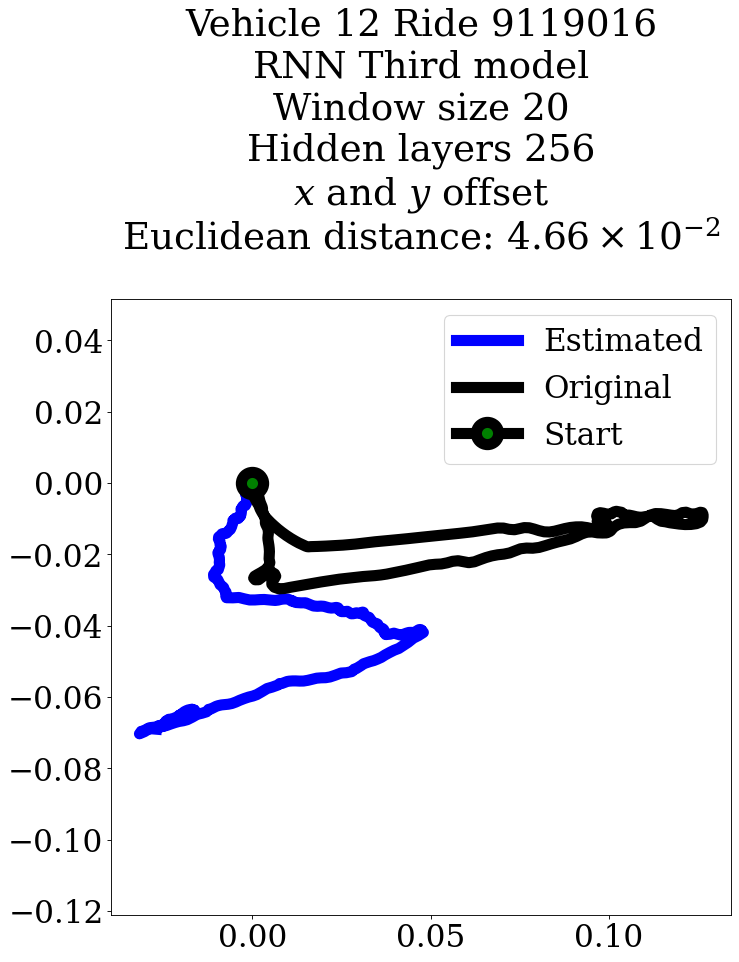 Vehicle 12 Ride 9119016
RNN Third model
Window size 20
Hidden layers 256
x and y offset
Euclidean distance: 4.66 × 10⁻²
Estimated
Original
Start
0.04
0.02
0.00
−0.02
−0.04
−0.06
−0.08
−0.10
−0.12
0.00 0.05 0.10